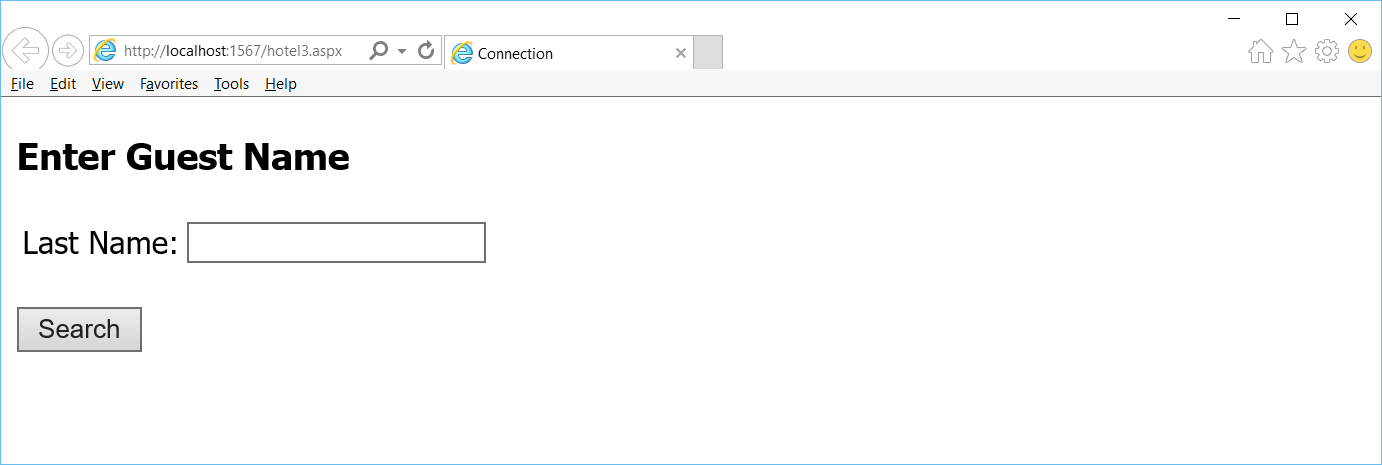 http://localhost:1567/hotel3.aspx
Connection
File Edit View Favorites Tools Help
Enter Guest Name
Last Name:
Search